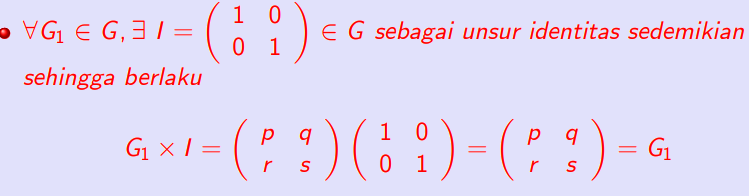 • ∀G₁ ∈ G, ∃ I = ( 1 0 ; 0 1 ) ∈ G sebagai unsur identitas sedemikian
sehingga berlaku
G₁ × I = ( p q ; r s ) ( 1 0 ; 0 1 ) = ( p q ; r s ) = G₁